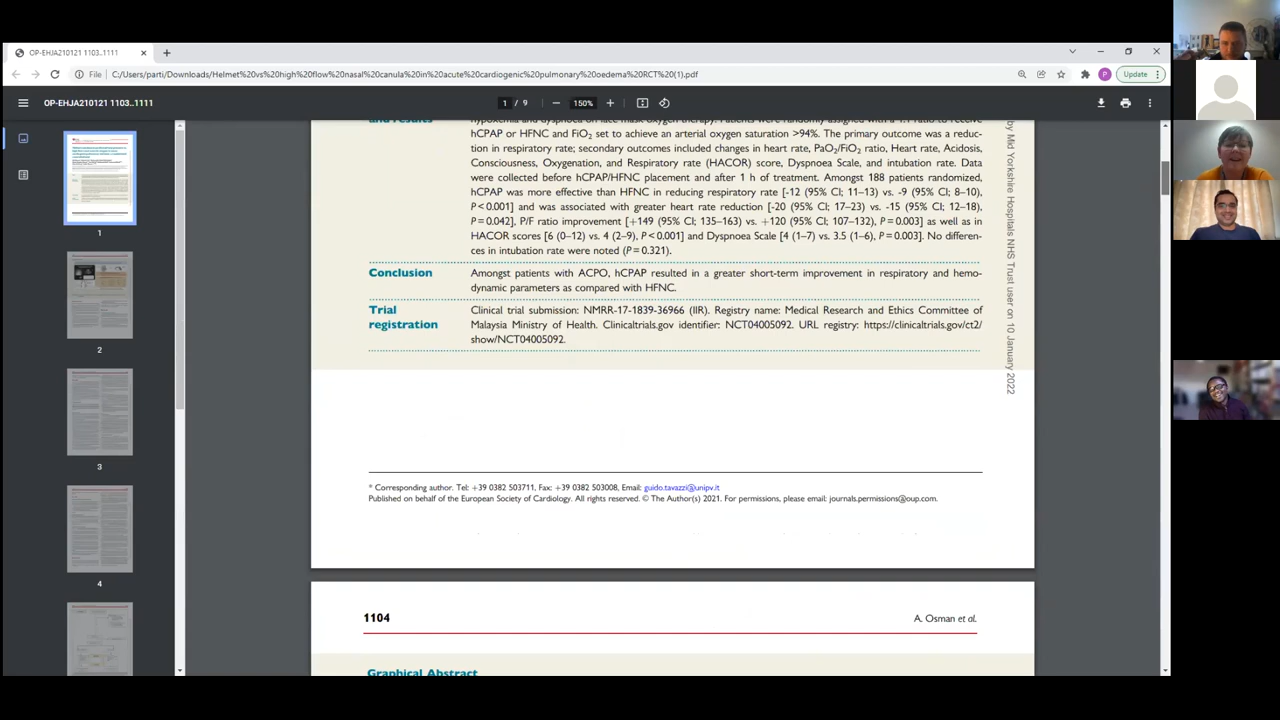 OP-EHJA210121 1103..1111
File
C:/Users/parti/Downloads/Helmet%20vs%20high%20flow%20nasal%20canula%20in%20acute%20cardiogenic%20pulmonary%20oedema%20RCT%20(1).pdf
P
Update
OP-EHJA210121 1103..1111
1 / 9
150%
1
2
3
4
and results
hCPAP or HFNC and FiO2 set to achieve an arterial oxygen saturation >94%. The primary outcome was a reduc-
tion in respiratory rate; secondary outcomes included changes in heart rate, PaO2/FiO2 ratio, Heart rate, Acidosis,
Consciousness, Oxygenation, and Respiratory rate (HACOR) score, Dyspnoea Scale, and intubation rate. Data
were collected before hCPAP/HFNC placement and after 1 h of treatment. Amongst 188 patients randomized,
hCPAP was more effective than HFNC in reducing respiratory rate [-12 (95% CI; 11–13) vs. -9 (95% CI; 8–10),
P < 0.001] and was associated with greater heart rate reduction [-20 (95% CI; 17–23) vs. -15 (95% CI; 12–18),
P = 0.042], P/F ratio improvement [+149 (95% CI; 135–163) vs. +120 (95% CI; 107–132), P = 0.003] as well as in
HACOR scores [6 (0–12) vs. 4 (2–9), P < 0.001] and Dyspnoea Scale [4 (1–7) vs. 3.5 (1–6), P = 0.003]. No differen-
ces in intubation rate were noted (P = 0.321).
Conclusion
Amongst patients with ACPO, hCPAP resulted in a greater short-term improvement in respiratory and hemo-
dynamic parameters as compared with HFNC.
Trial
registration
Clinical trial submission: NMRR-17-1839-36966 (IIR). Registry name: Medical Research and Ethics Committee of
Malaysia Ministry of Health. Clinicaltrials.gov identifier: NCT04005092. URL registry: https://clinicaltrials.gov/ct2/
show/NCT04005092.
by Mid Yorkshire Hospitals NHS Trust user on 10 January 2022
* Corresponding author. Tel: +39 0382 503711, Fax: +39 0382 503008, Email: guido.tavazzi@unipv.it
Published on behalf of the European Society of Cardiology. All rights reserved. © The Author(s) 2021. For permissions, please email: journals.permissions@oup.com.
1104
A. Osman et al.
Graphical Abstract